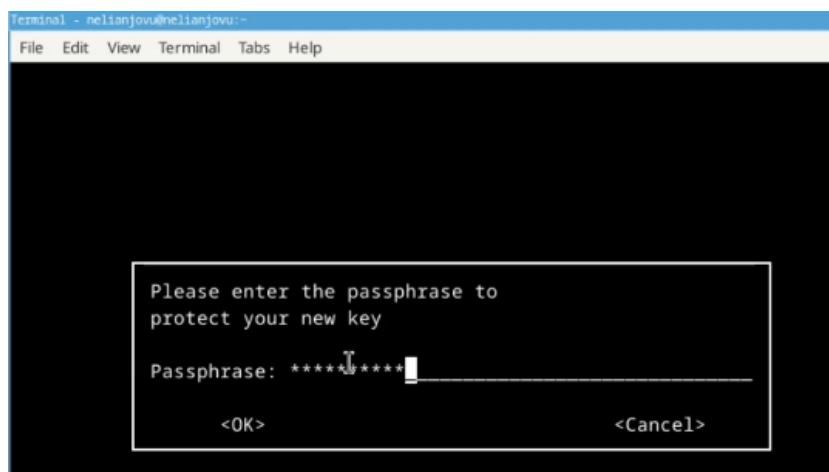 Terminal - nelianjovu@nelianjovu:~
File Edit View Terminal Tabs Help
Please enter the passphrase to
protect your new key
Passphrase: **********______________________________
<OK> <Cancel>